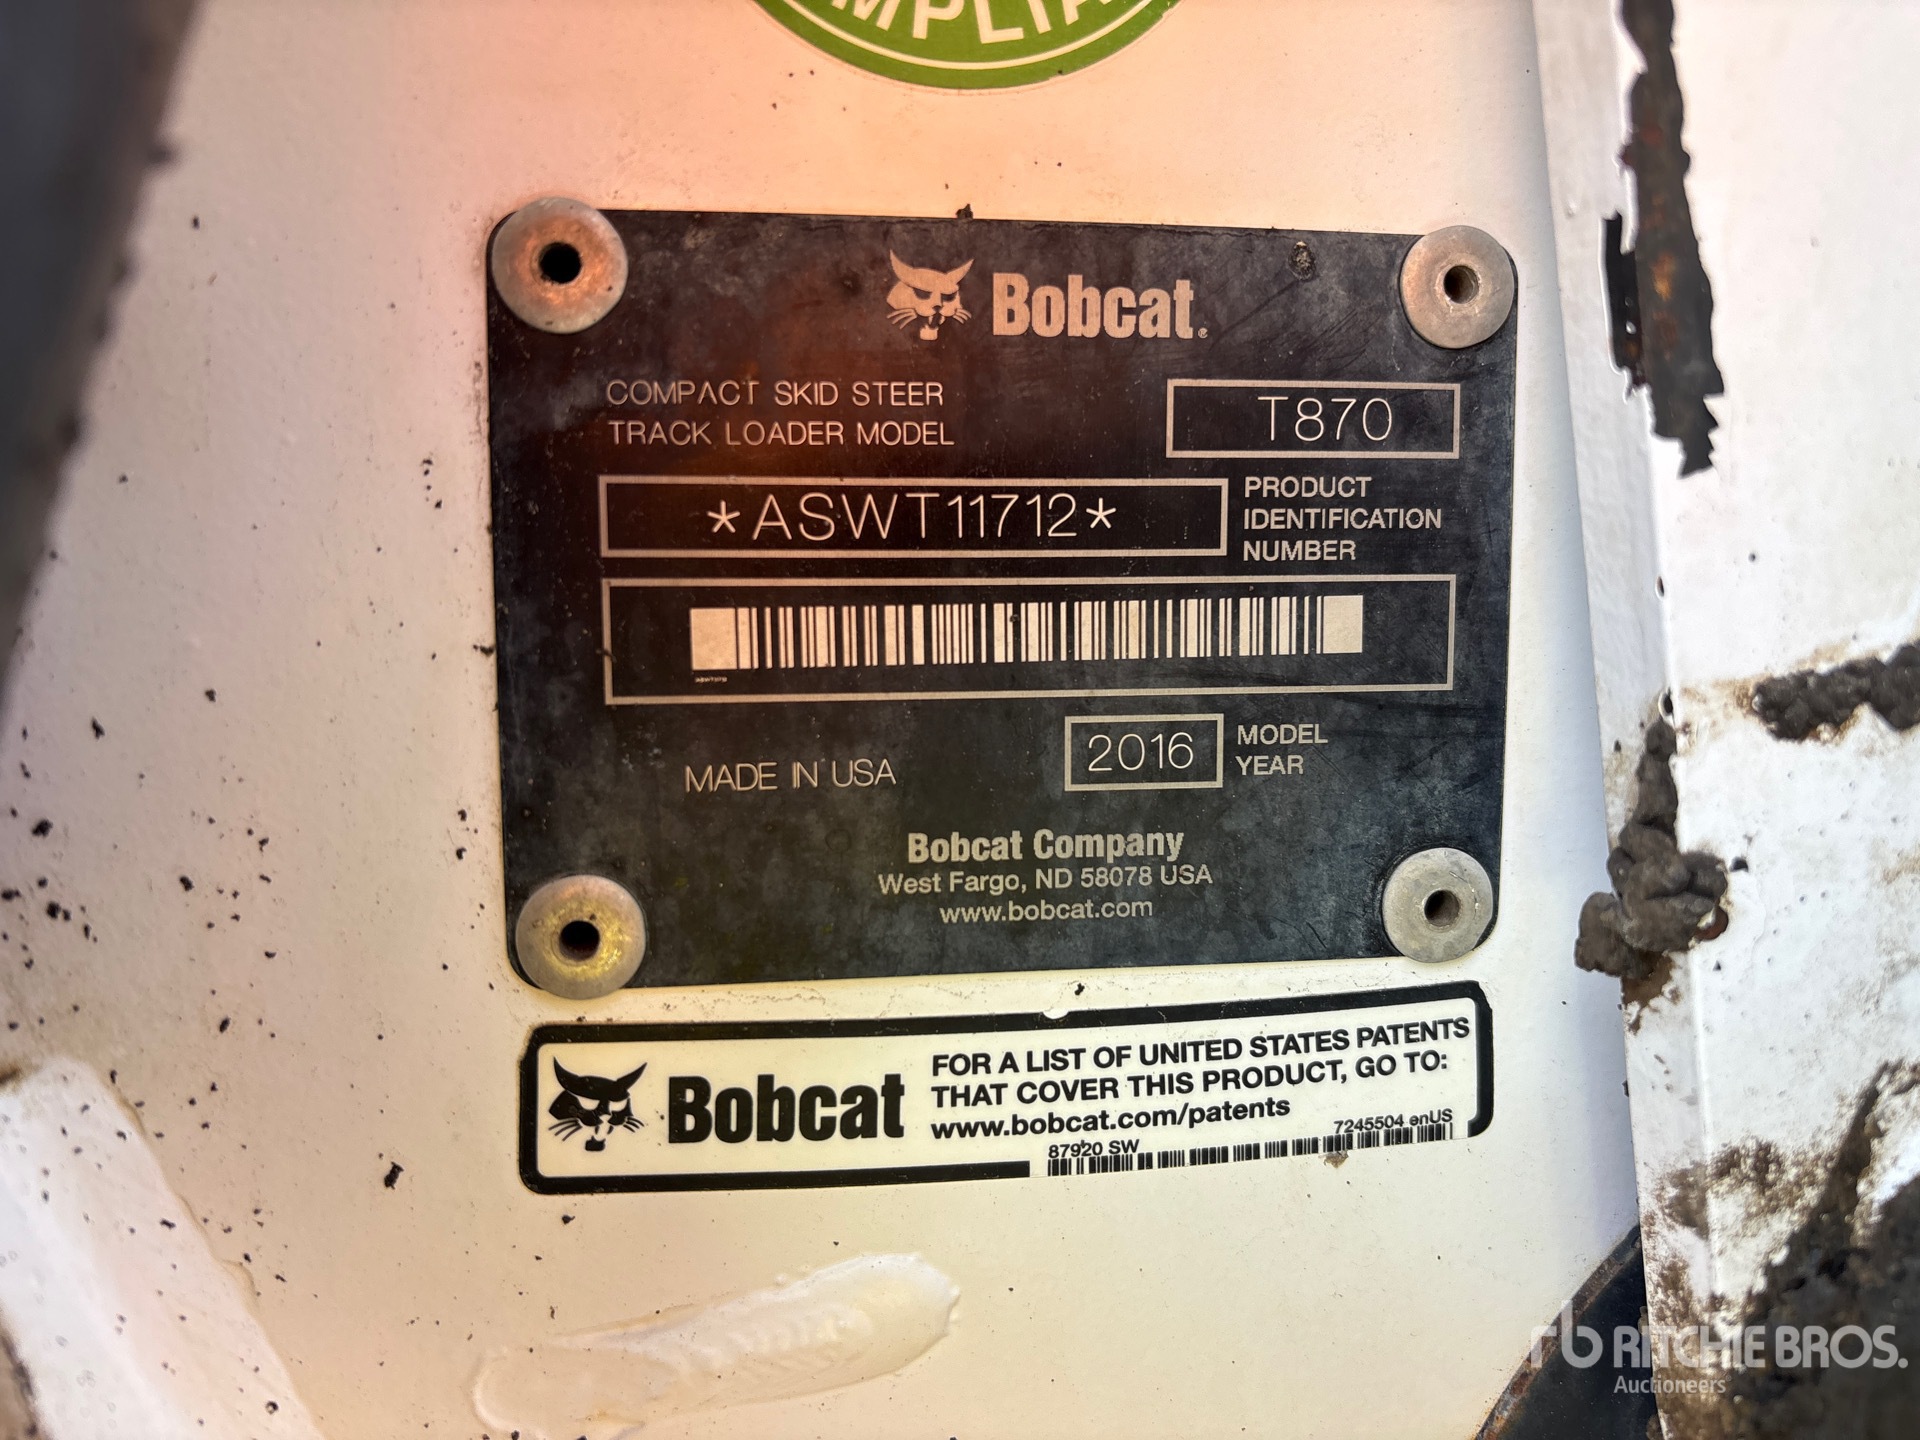 Bobcat®
COMPACT SKID STEER
TRACK LOADER MODEL
T870
*ASWT11712*
PRODUCT
IDENTIFICATION
NUMBER
MADE IN USA
2016
MODEL
YEAR
Bobcat Company
West Fargo, ND 58078 USA
www.bobcat.com
Bobcat
FOR A LIST OF UNITED STATES PATENTS
THAT COVER THIS PRODUCT, GO TO:
www.bobcat.com/patents
87920 SW
7245504 enUS
rb RITCHIE BROS.
Auctioneers